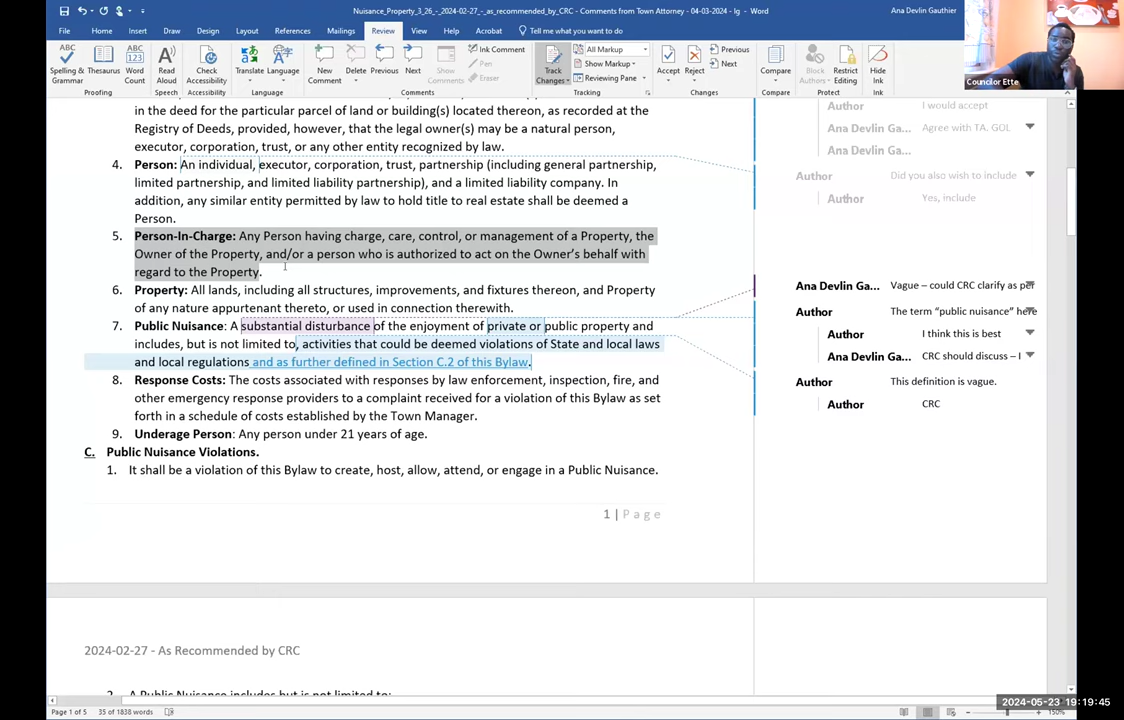 Nuisance_Property_3_26_-_2024-02-27_-_as_recommended_by_CRC - Comments from Town Attorney - 04-03-2024 - lg - Word
Ana Devlin Gauthier
File Home Insert Draw Design Layout References Mailings Review View Help Acrobat Tell me what you want to do
Spelling & Grammar
Thesaurus
Word Count
Read Aloud
Check Accessibility
Translate
Language
New Comment
Delete
Previous
Next
Show Comments
Ink Comment
Pen
Eraser
Track Changes
All Markup
Show Markup
Reviewing Pane
Accept
Reject
Previous
Next
Compare
Block Authors
Restrict Editing
Hide Ink
Proofing
Speech
Accessibility
Language
Comments
Tracking
Changes
Compare
Protect
Ink
Councilor Ette
in the deed for the particular parcel of land or building(s) located thereon, as recorded at the
Registry of Deeds, provided, however, that the legal owner(s) may be a natural person,
executor, corporation, trust, or any other entity recognized by law.
4. Person: An individual, executor, corporation, trust, partnership (including general partnership,
limited partnership, and limited liability partnership), and a limited liability company. In
addition, any similar entity permitted by law to hold title to real estate shall be deemed a
Person.
5. Person-In-Charge: Any Person having charge, care, control, or management of a Property, the
Owner of the Property, and/or a person who is authorized to act on the Owner's behalf with
regard to the Property.
6. Property: All lands, including all structures, improvements, and fixtures thereon, and Property
of any nature appurtenant thereto, or used in connection therewith.
7. Public Nuisance: A substantial disturbance of the enjoyment of private or public property and
includes, but is not limited to, activities that could be deemed violations of State and local laws
and local regulations and as further defined in Section C.2 of this Bylaw.
8. Response Costs: The costs associated with responses by law enforcement, inspection, fire, and
other emergency response providers to a complaint received for a violation of this Bylaw as set
forth in a schedule of costs established by the Town Manager.
9. Underage Person: Any person under 21 years of age.
C. Public Nuisance Violations.
1. It shall be a violation of this Bylaw to create, host, allow, attend, or engage in a Public Nuisance.
1 | Page
2024-02-27 - As Recommended by CRC
2. A Public Nuisance includes but is not limited to:
Author I would accept
Ana Devlin Ga... Agree with TA. GOL
Ana Devlin Ga...
Author Did you also wish to include
Author Yes, include
Ana Devlin Ga... Vague – could CRC clarify as per
Author The term "public nuisance" here
Author I think this is best
Ana Devlin Ga... CRC should discuss – I
Author This definition is vague.
Author CRC
Page 1 of 5 35 of 1838 words
150%
2024-05-23 19:19:45